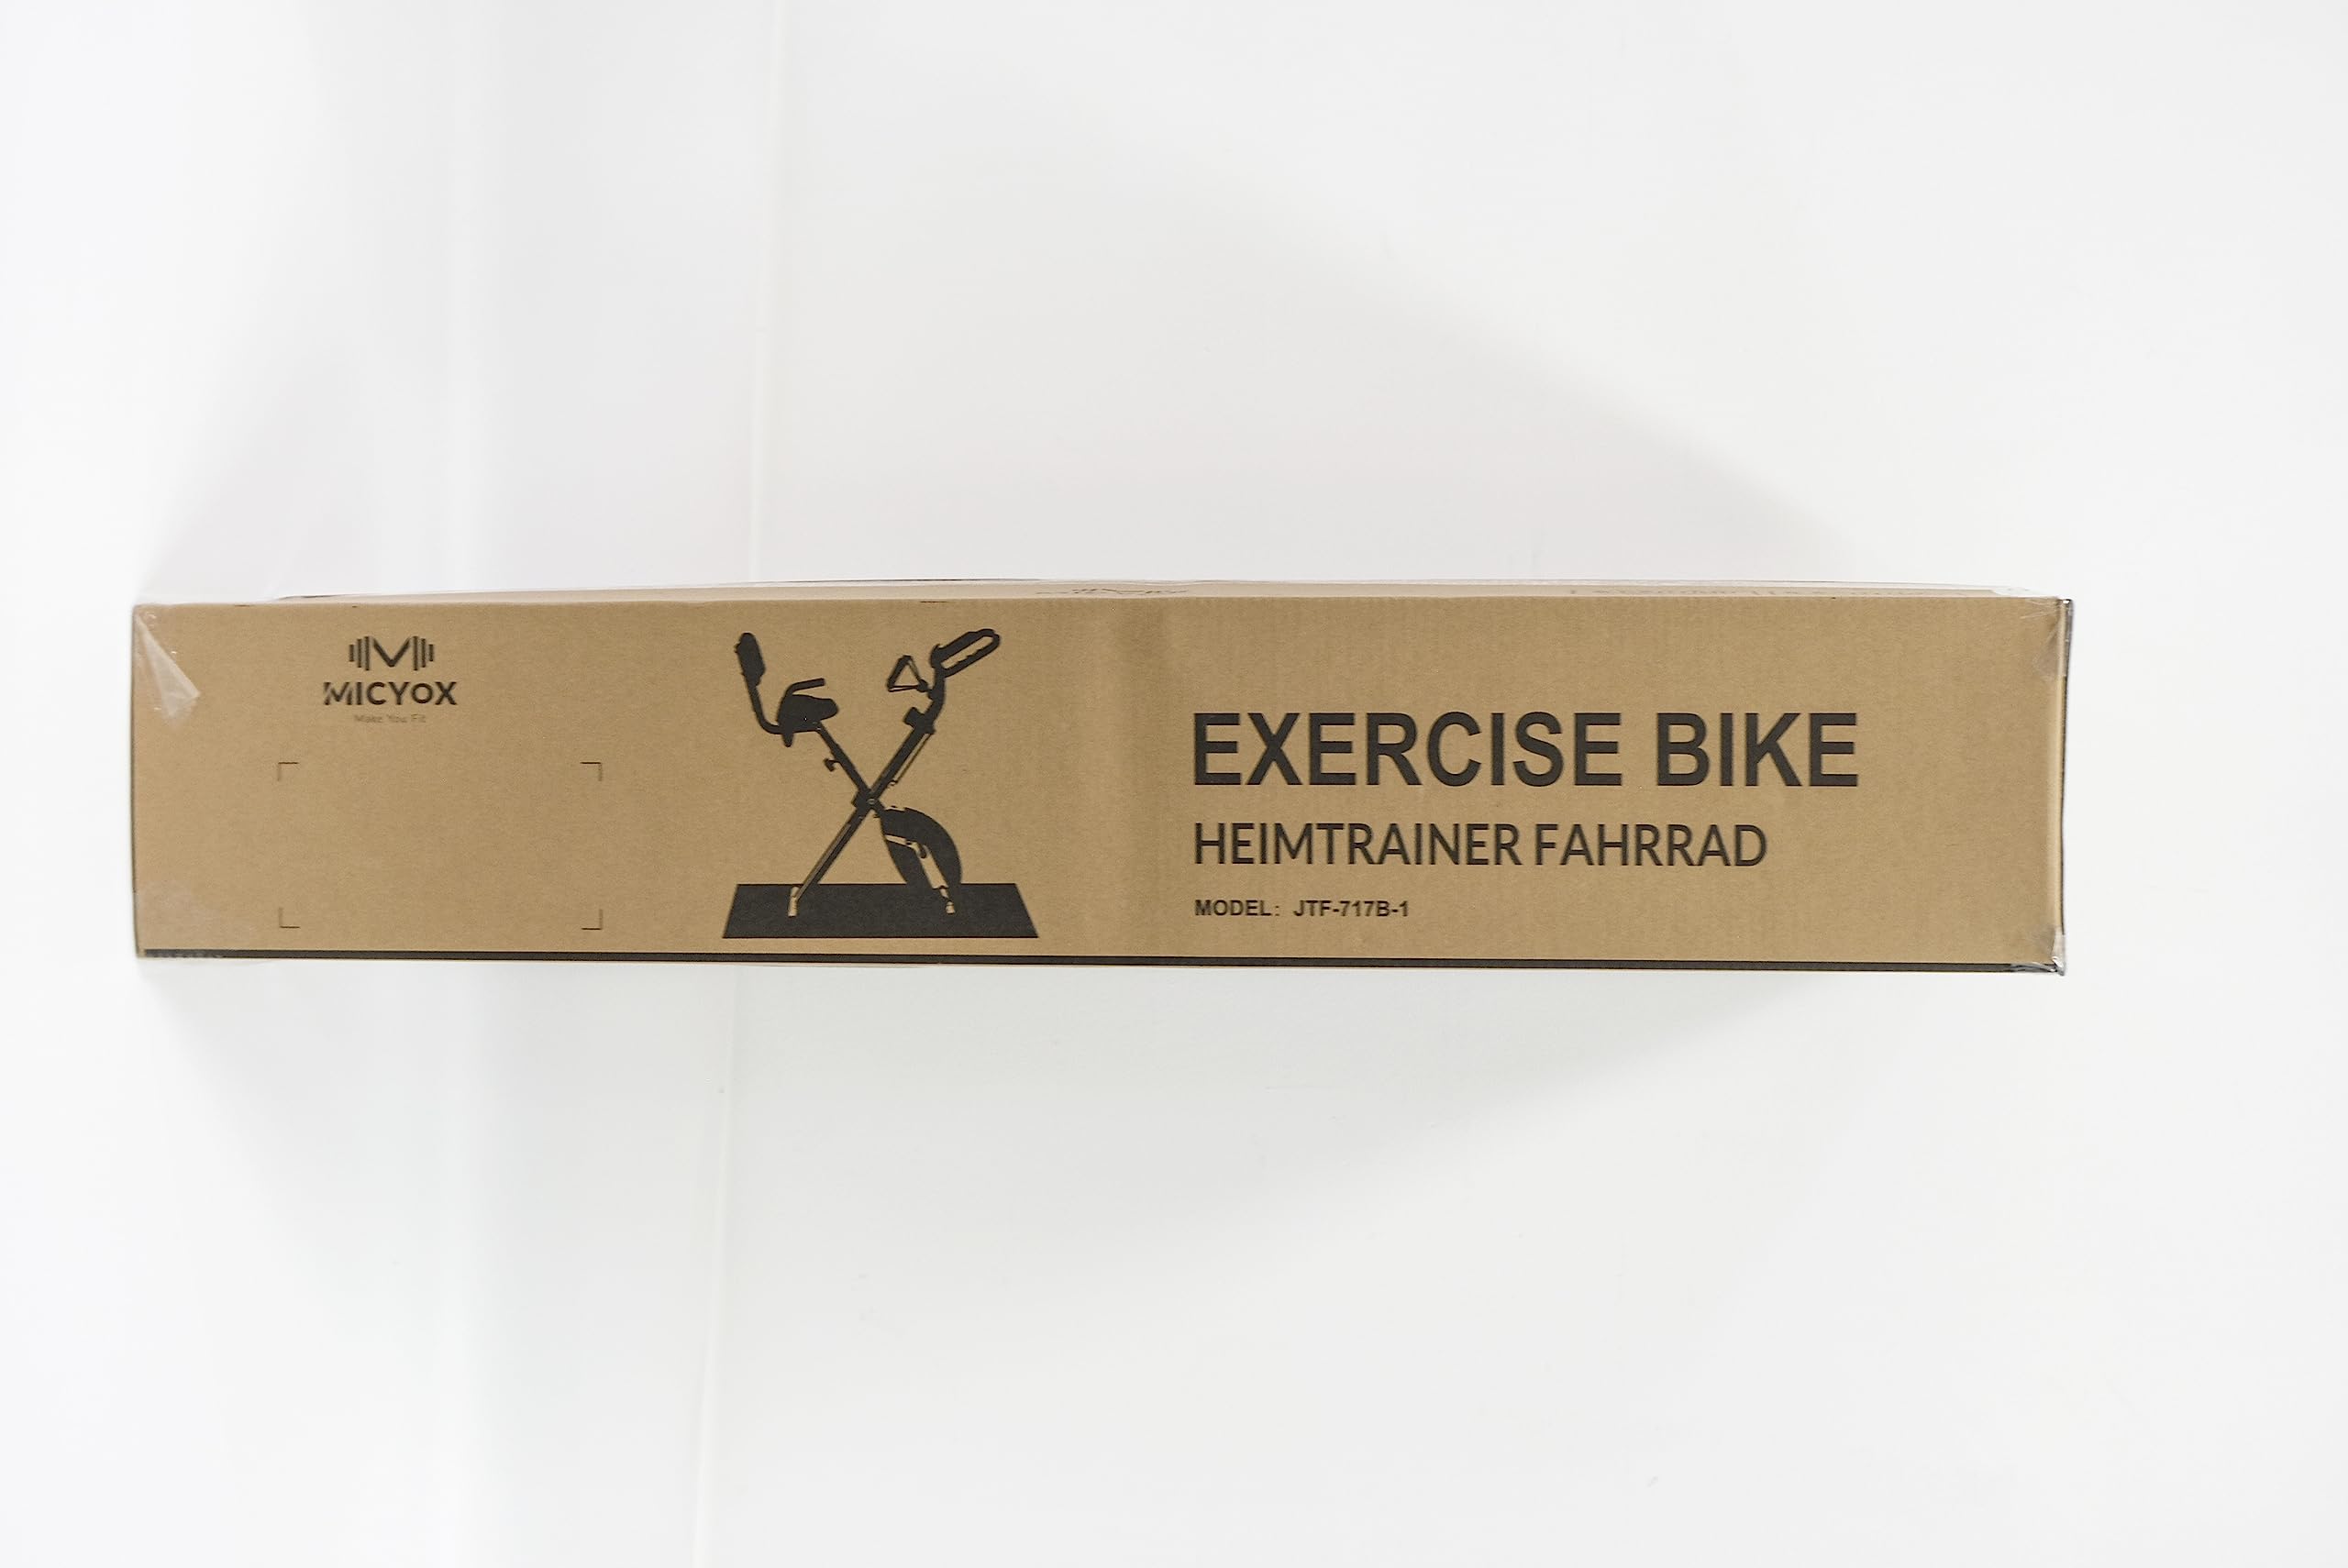 MICYOX
Make You Fit
EXERCISE BIKE
HEIMTRAINER FAHRRAD
MODEL: JTF-717B-1